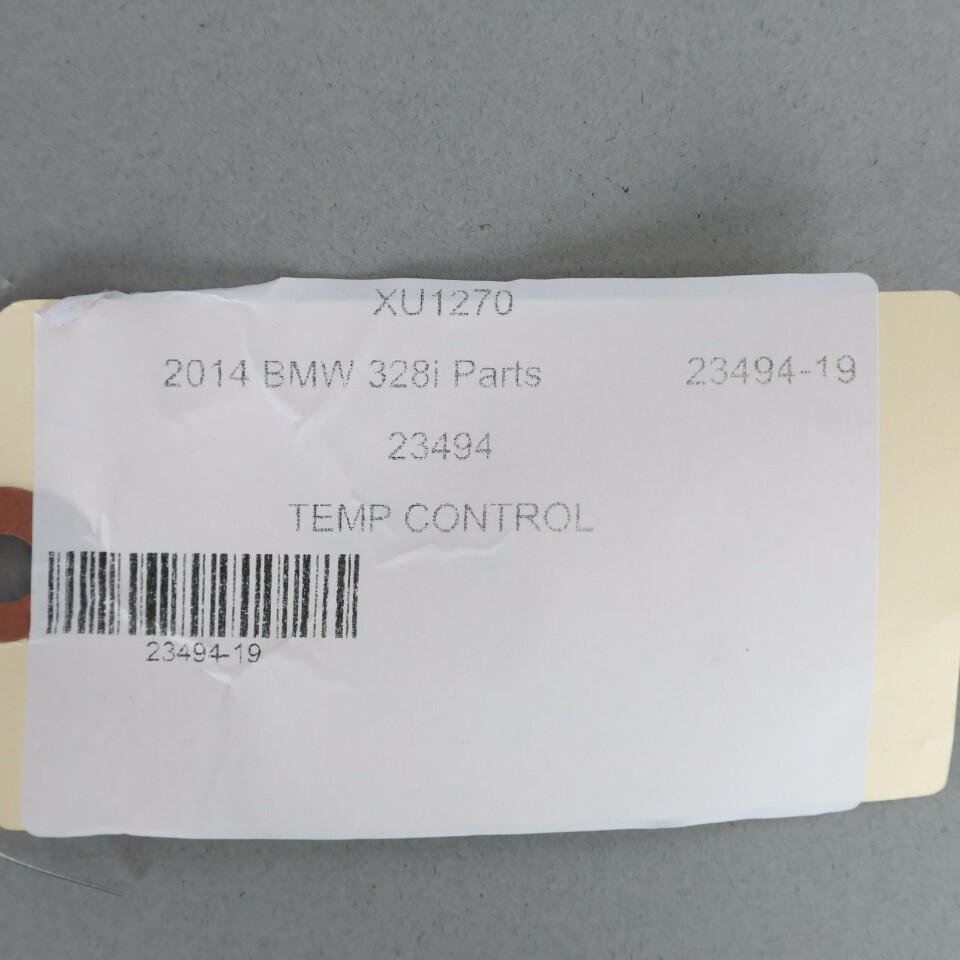 XU1270
2014 BMW 328i Parts 23494-19
23494
TEMP CONTROL
23494-19